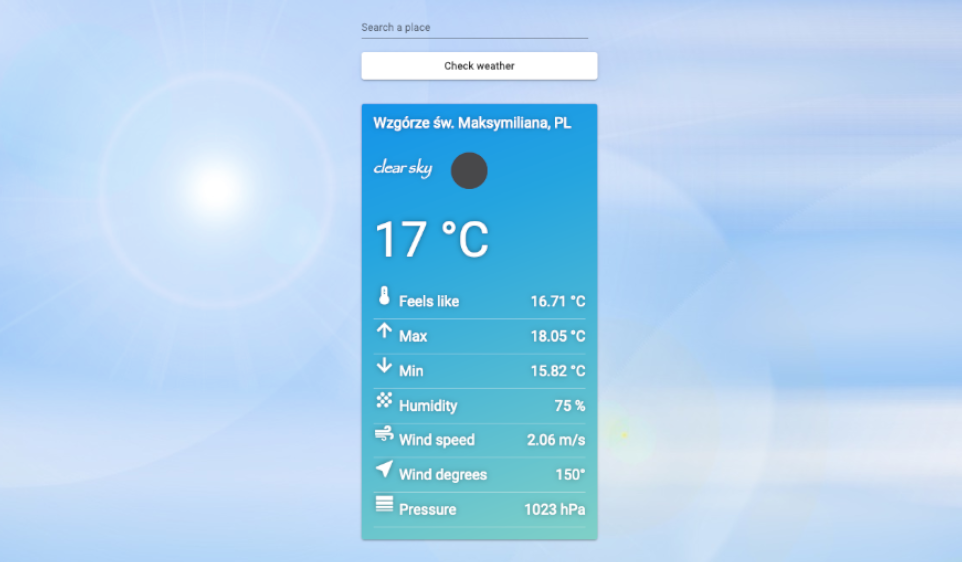 Search a place
Check weather
Wzgórze św. Maksymiliana, PL
clear sky
17 °C
Feels like 16.71 °C
Max 18.05 °C
Min 15.82 °C
Humidity 75 %
Wind speed 2.06 m/s
Wind degrees 150°
Pressure 1023 hPa